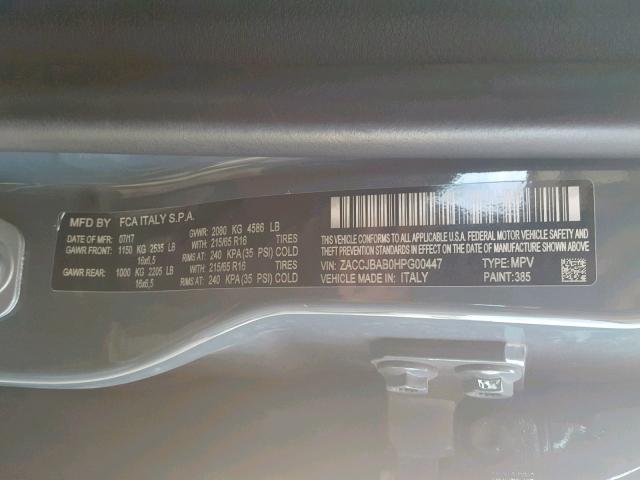 MFD BY FCA ITALY S.P.A.
DATE OF MFR: 07/17 GVWR: 2080 KG 4586 LB
GAWR FRONT: 1150 KG 2535 LB WITH: 215/65 R16 TIRES
16x6,5 RIMS AT: 240 KPA(35 PSI) COLD
GAWR REAR: 1000 KG 2205 LB WITH: 215/65 R16 TIRES
16x6,5 RIMS AT: 240 KPA(35 PSI) COLD
THIS VEHICLE CONFORMS TO ALL APPLICABLE U.S.A. FEDERAL MOTOR VEHICLE SAFETY AND
THEFT PREVENTION STANDARDS IN EFFECT ON THE DATE OF MANUFACTURE SHOWN ABOVE.
VIN: ZACCJBAB0HPG00447 TYPE: MPV
VEHICLE MADE IN: ITALY PAINT: 385